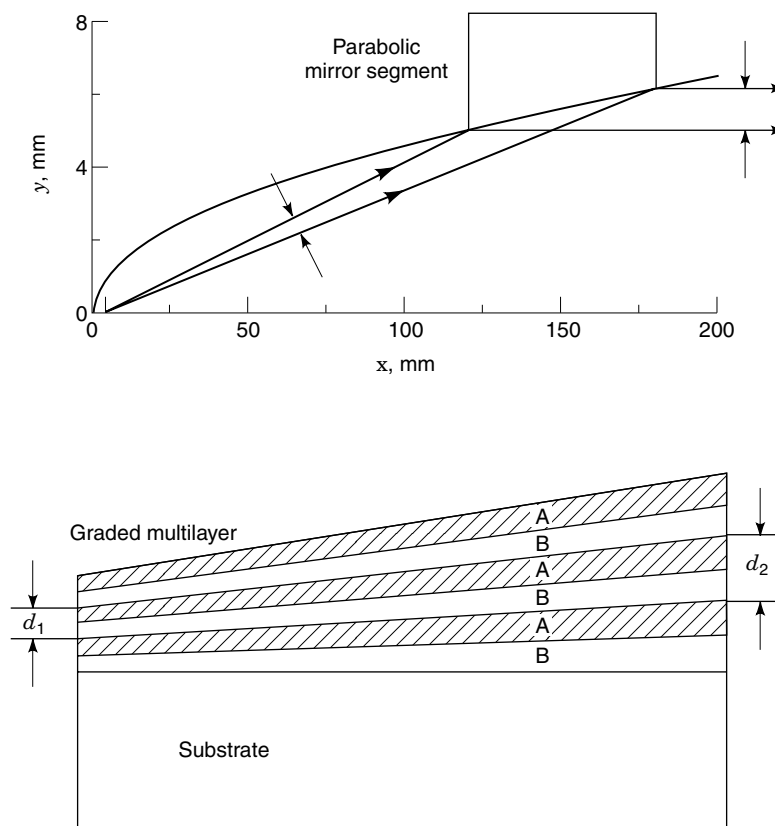 8
Parabolic
mirror segment
y, mm
4
0
0 50 100 150 200
x, mm
Graded multilayer
A
B
A
B
A
B
d₁
d₂
Substrate